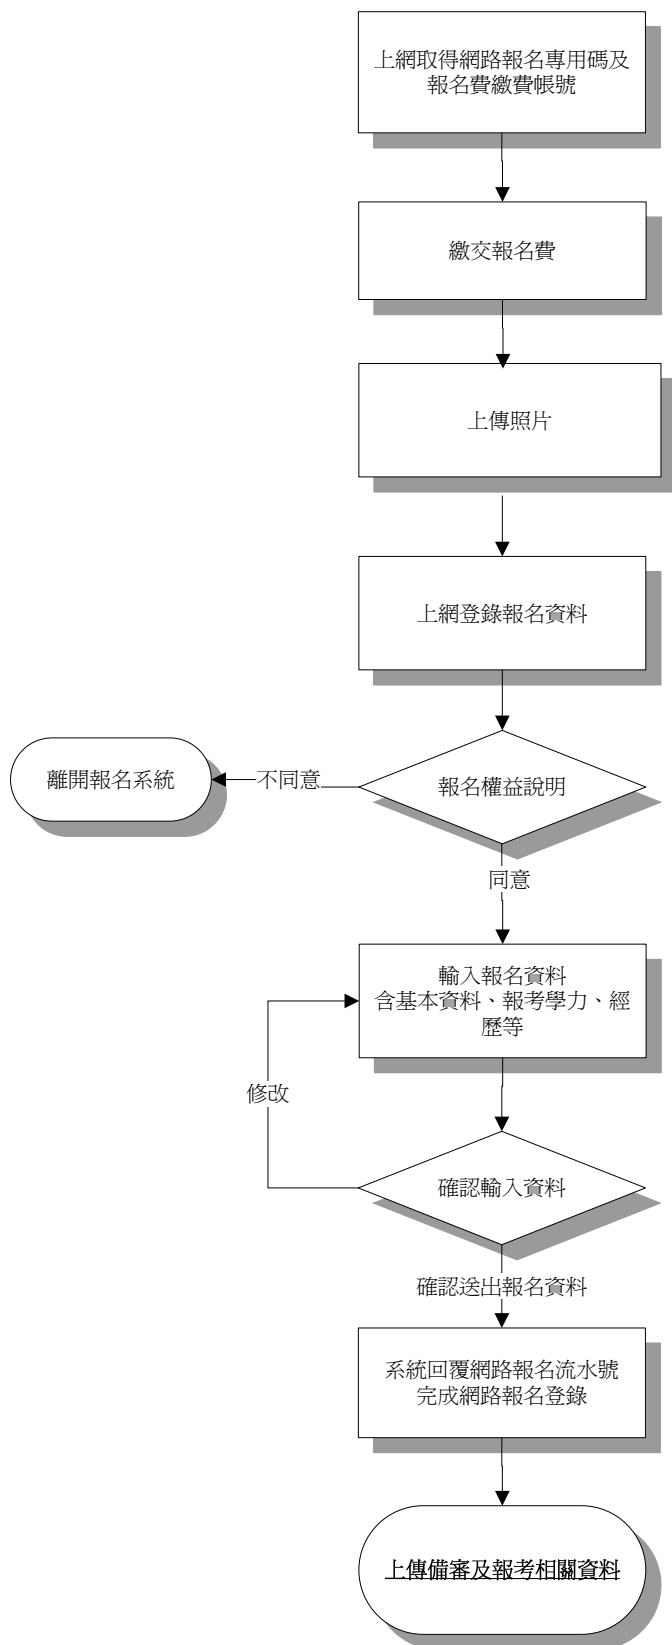 上網取得網路報名專用碼及
報名費繳費帳號
繳交報名費
上傳照片
上網登錄報名資料
離開報名系統
不同意
報名權益說明
同意
輸入報名資料
含基本資料、報考學力、經
歷等
修改
確認輸入資料
確認送出報名資料
系統回覆網路報名流水號
完成網路報名登錄
上傳備審及報考相關資料